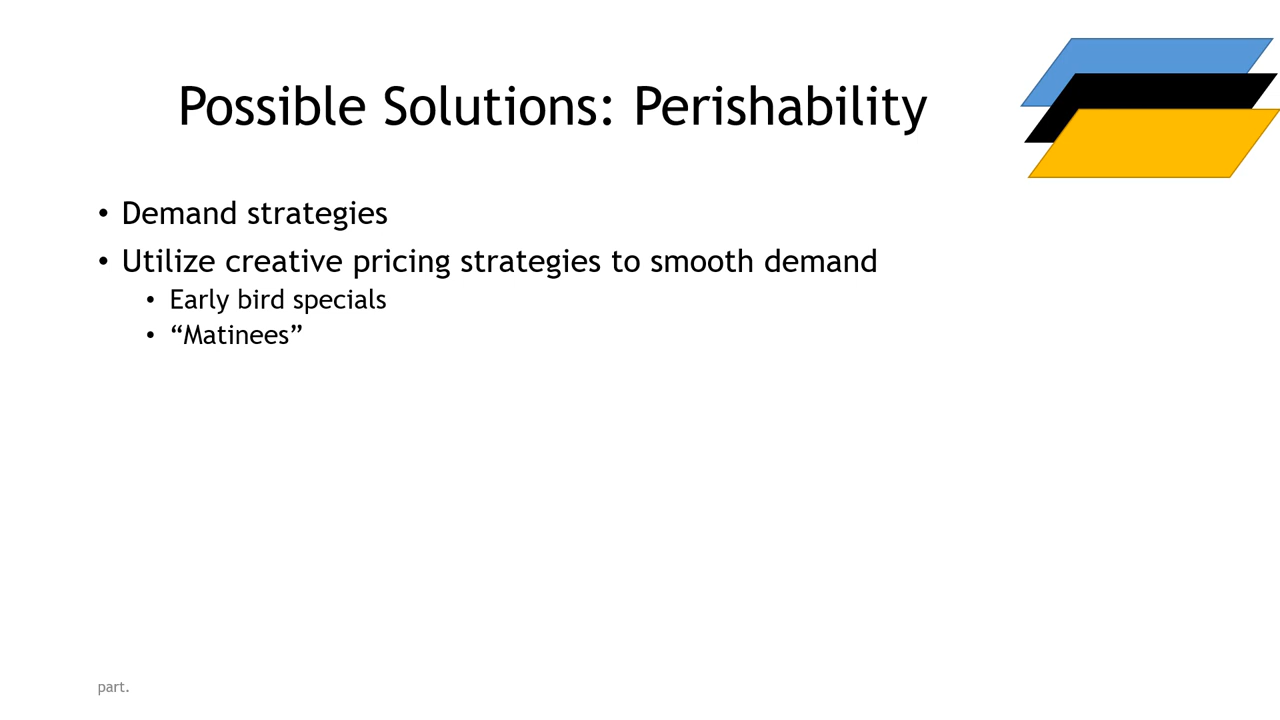 Possible Solutions: Perishability
• Demand strategies
• Utilize creative pricing strategies to smooth demand
• Early bird specials
• “Matinees”
part.